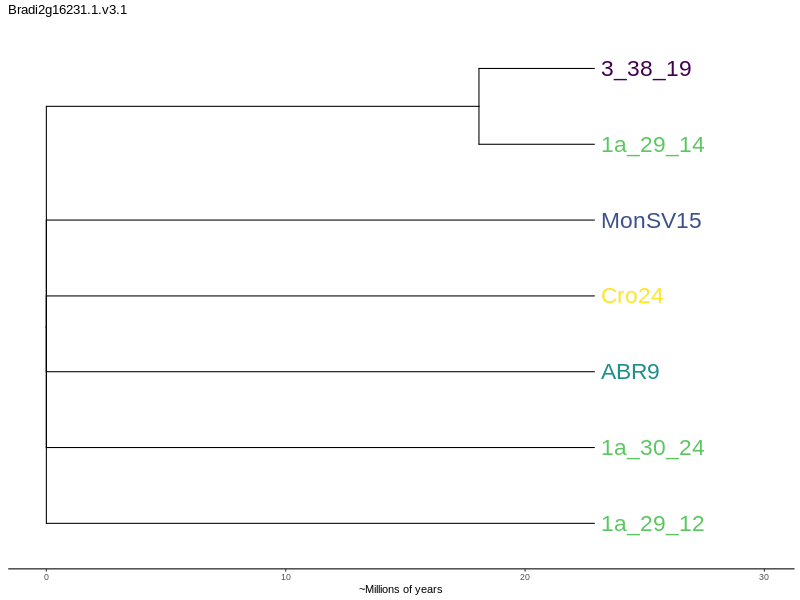 Bradi2g16231.1.v3.1
3_38_19
1a_29_14
MonSV15
Cro24
ABR9
1a_30_24
1a_29_12
0 10 20 30
~Millions of years